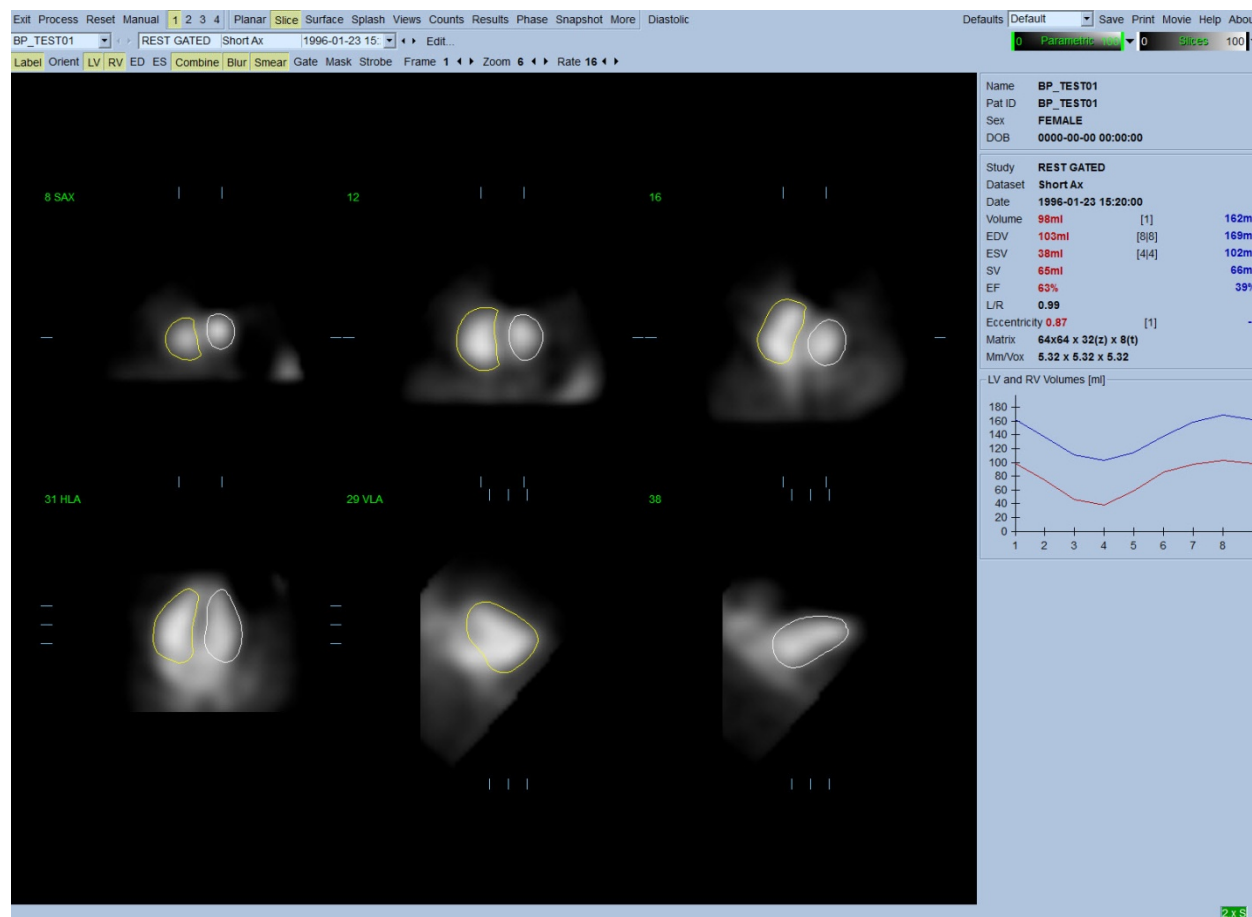 Exit Process Reset Manual 1 2 3 4 Planar Slice Surface Splash Views Counts Results Phase Snapshot More Diastolic Defaults Default Save Print Movie Help Abou
BP_TEST01 REST GATED Short Ax 1996-01-23 15: Edit... 0 Parametric 100 0 Slices 100
Label Orient LV RV ED ES Combine Blur Smear Gate Mask Strobe Frame 1 Zoom 6 Rate 16
Name BP_TEST01
Pat ID BP_TEST01
Sex FEMALE
DOB 0000-00-00 00:00:00
Study REST GATED
Dataset Short Ax
Date 1996-01-23 15:20:00
Volume 98ml [1] 162m
EDV 103ml [8|8] 169m
ESV 38ml [4|4] 102m
SV 65ml 66m
EF 63% 39%
L/R 0.99
Eccentricity 0.87 [1] -
Matrix 64x64 x 32(z) x 8(t)
Mm/Vox 5.32 x 5.32 x 5.32
LV and RV Volumes [ml]
180
160
140
120
100
80
60
40
20
0
1 2 3 4 5 6 7 8
8 SAX 12 16
31 HLA 29 VLA 38
2 x S